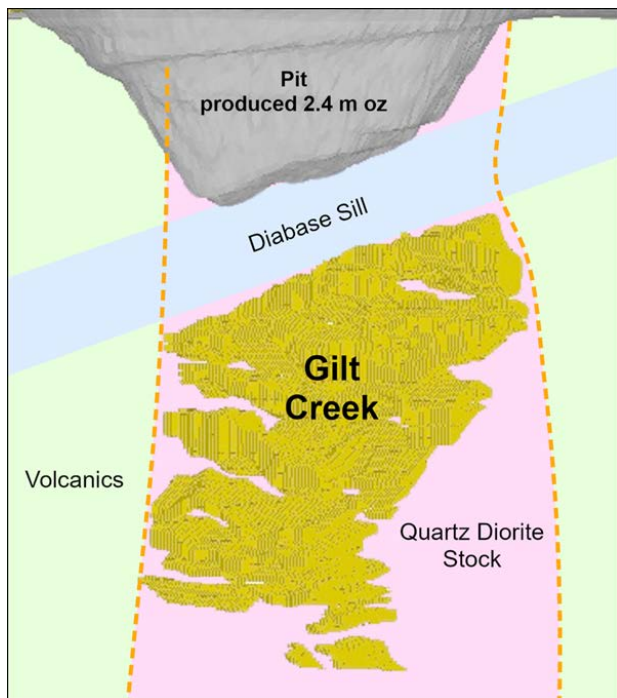 Pit
produced 2.4 m oz
Diabase Sill
Gilt
Creek
Volcanics
Quartz Diorite
Stock